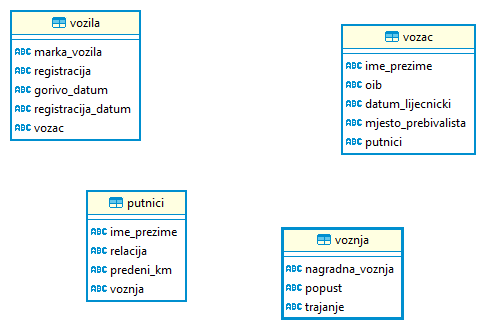 vozila
ABC marka_vozila
ABC registracija
ABC gorivo_datum
ABC registracija_datum
ABC vozac
vozac
ABC ime_prezime
ABC oib
ABC datum_lijecnicki
ABC mjesto_prebivalista
ABC putnici
putnici
ABC ime_prezime
ABC relacija
ABC predeni_km
ABC voznja
voznja
ABC nagradna_voznja
ABC popust
ABC trajanje